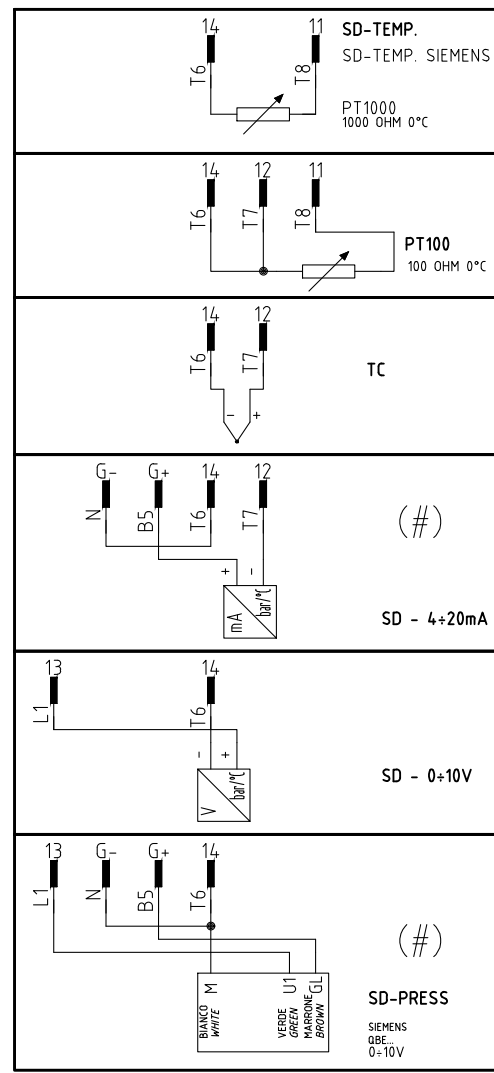 14 11 SD-TEMP.
SD-TEMP. SIEMENS
T6 T8
PT1000
1000 OHM 0°C
14 12 11
T6 T7 T8
PT100
100 OHM 0°C
14 12
T6 T7
TC
- +
G- G+ 14 12
N B5 T6 T7
(#)
+ -
mA bar/°C
SD - 4÷20mA
13 14
L1 T6
- +
V bar/°C
SD - 0÷10V
13 G- G+ 14
L1 N B5 T6
(#)
M U1 GL
BIANCO VERDE MARRONE
WHITE GREEN BROWN
SD-PRESS
SIEMENS
QBE...
0÷10V